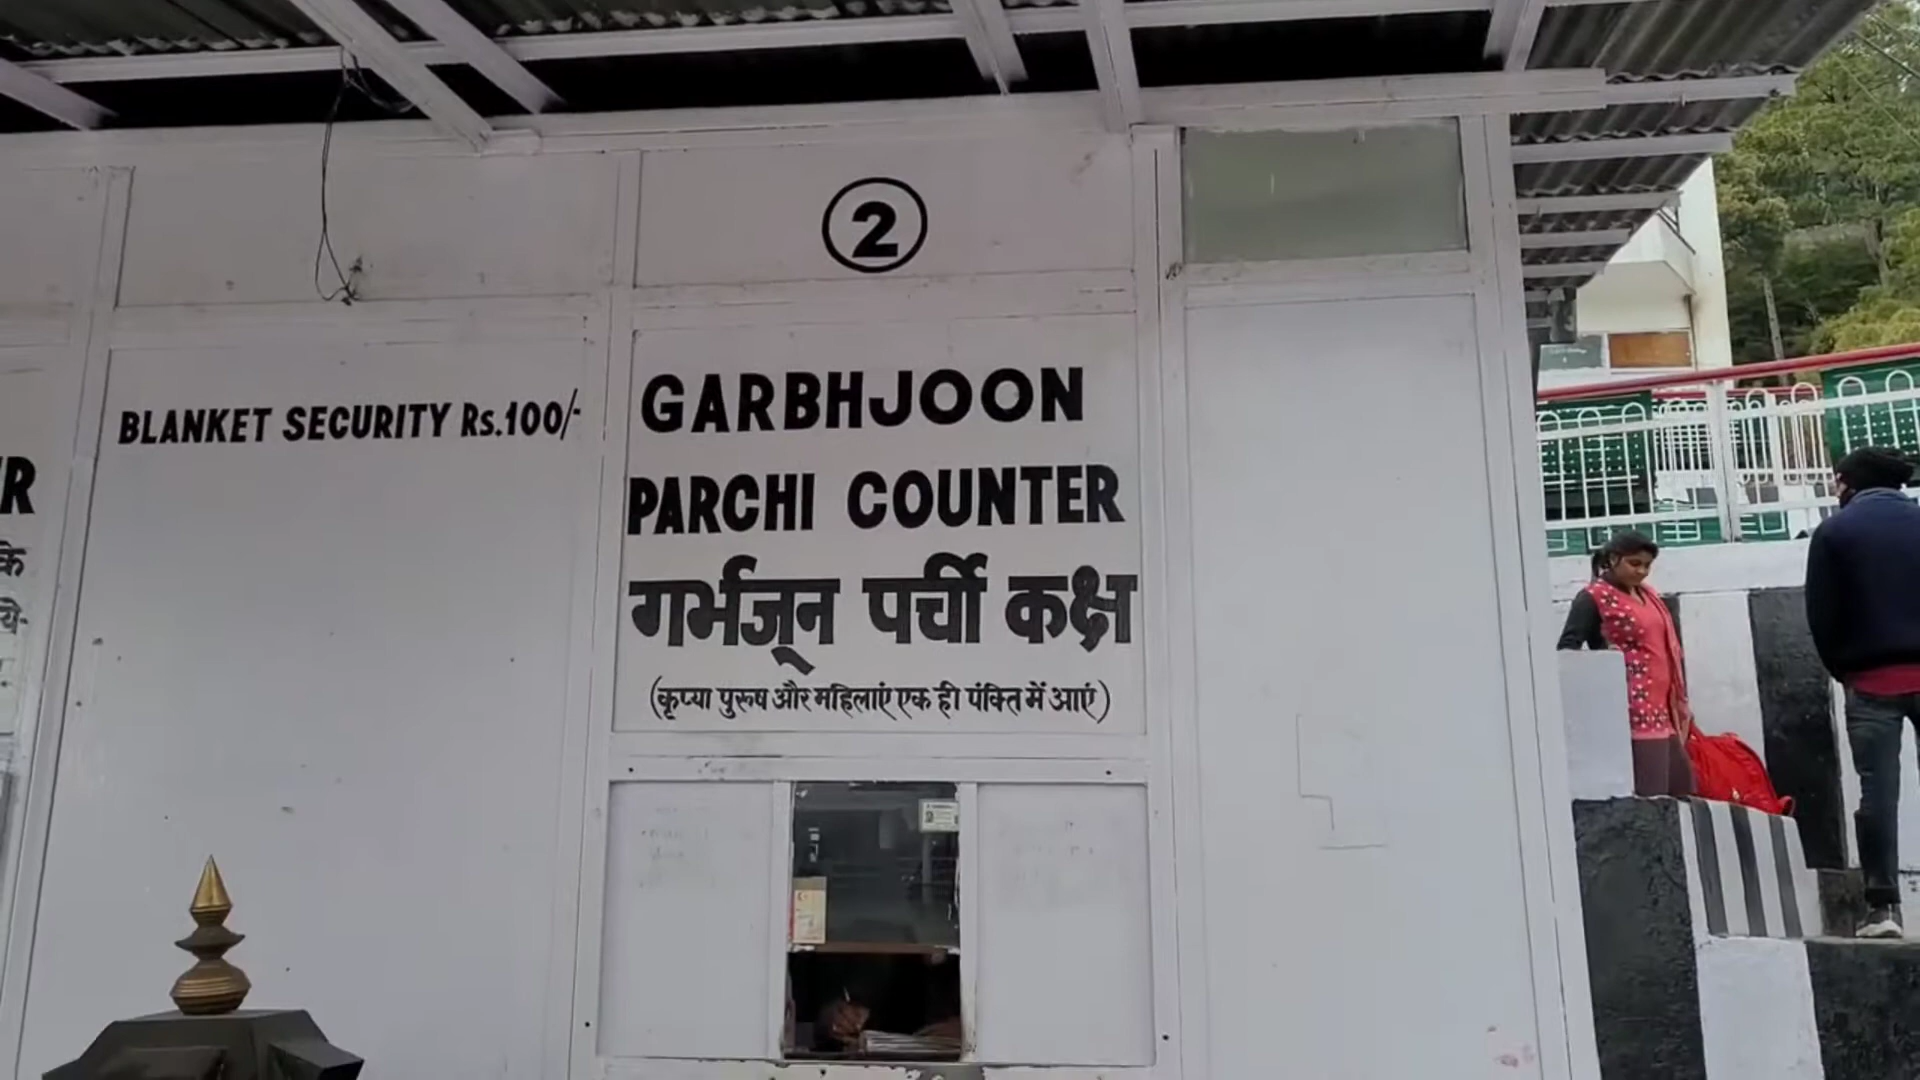 2
BLANKET SECURITY Rs.100/-
GARBHJOON
PARCHI COUNTER
गर्भजून पर्ची कक्ष
(कृप्या पुरूष और महिलाएं एक ही पंक्ति में आएं)
R
के
ये-